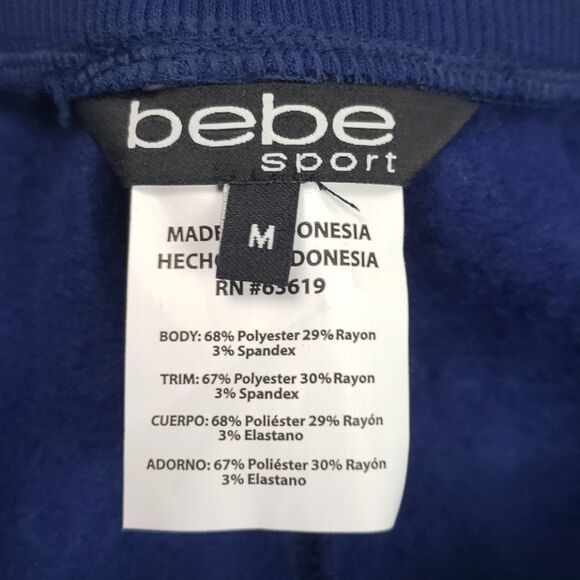 bebe
sport
M
MADE ONESIA
HECHO DONESIA
RN #63619
BODY: 68% Polyester 29% Rayon
3% Spandex
TRIM: 67% Polyester 30% Rayon
3% Spandex
CUERPO: 68% Poliéster 29% Rayón
3% Elastano
ADORNO: 67% Poliéster 30% Rayón
3% Elastano